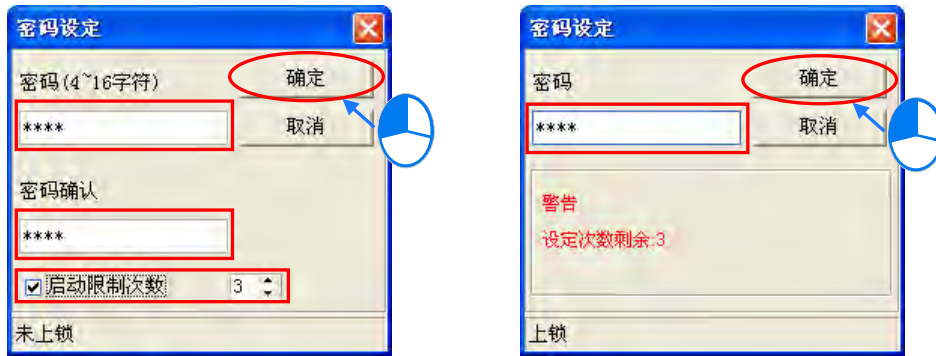 密码设定
密码(4~16字符)
确定
****
取消
密码确认
****
启动限制次数 3
未上锁
密码设定
密码
确定
****
取消
警告
设定次数剩余:3
上锁